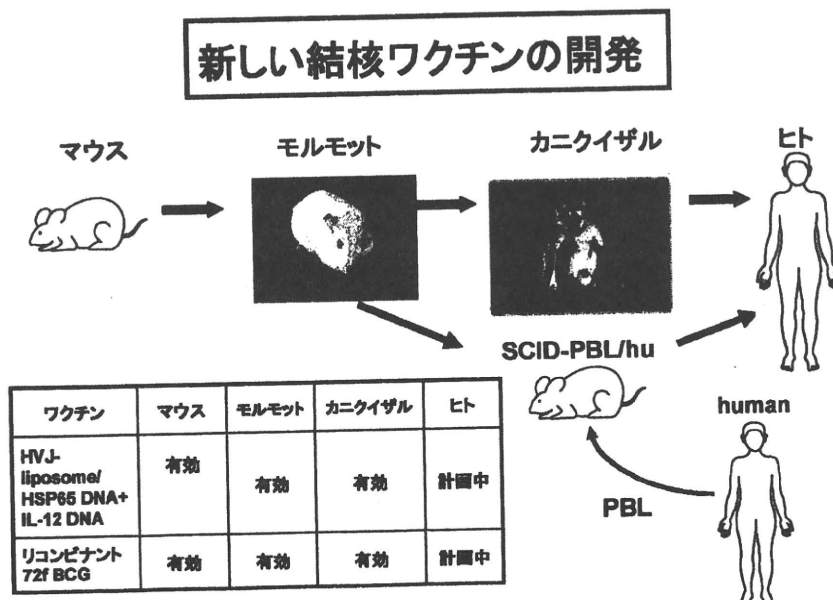 新しい結核ワクチンの開発
マウス
モルモット
カニクイザル
ヒト
SCID-PBL/hu
human
PBL
ワクチン マウス モルモット カニクイザル ヒト
HVJ-
liposome/
HSP65 DNA+
IL-12 DNA
有効 有効 有効 計画中
リコンビナント
72f BCG
有効 有効 有効 計画中